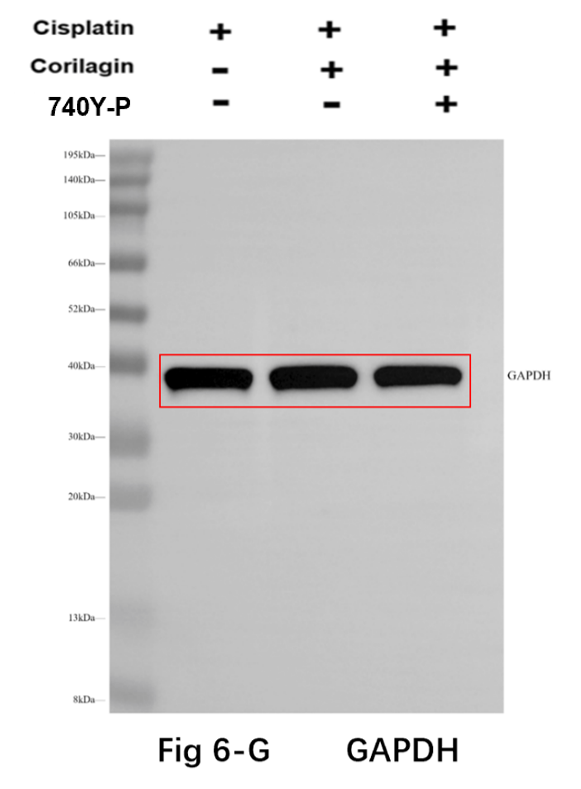 Cisplatin + + +
Corilagin - + +
740Y-P - - +
195kDa
140kDa
105kDa
66kDa
52kDa
40kDa
GAPDH
30kDa
20kDa
13kDa
8kDa
Fig 6-G GAPDH